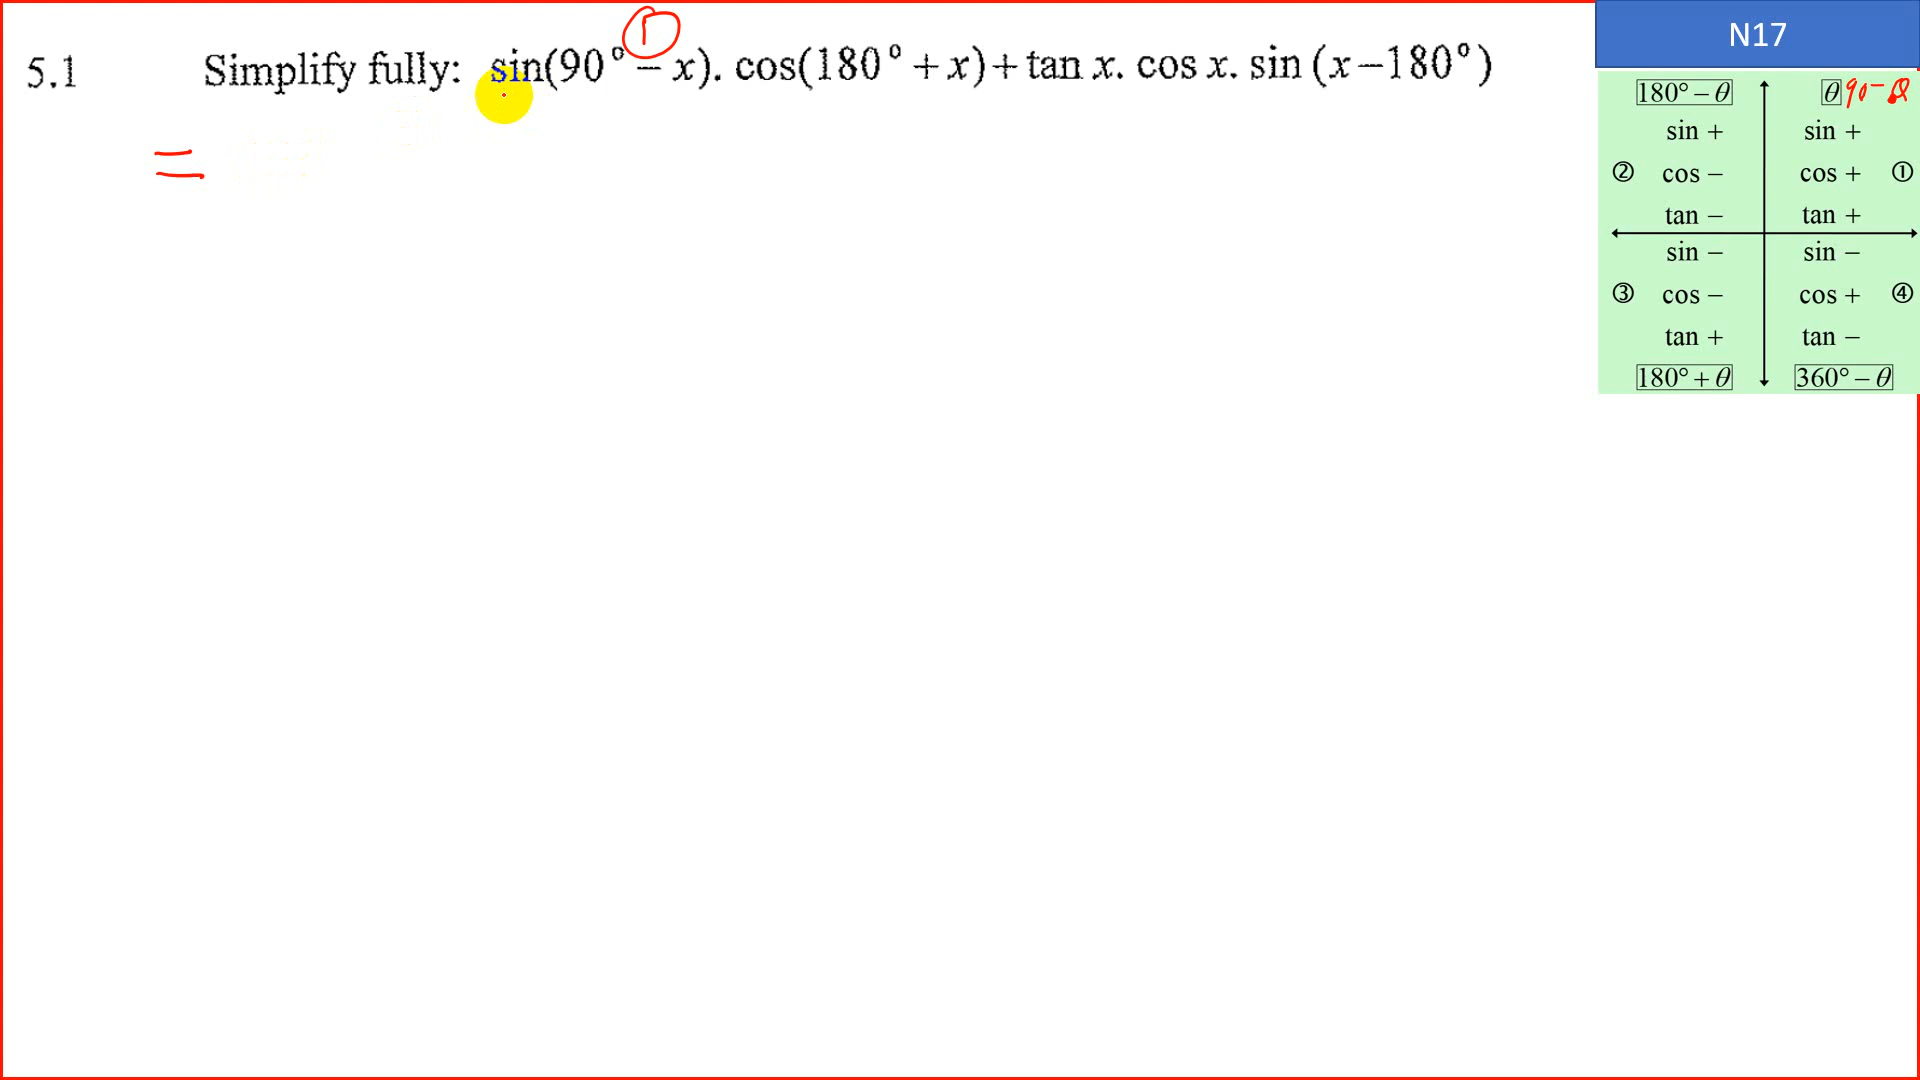 ①
5.1 Simplify fully: sin(90° − x). cos(180° + x) + tan x. cos x. sin (x − 180°)
=
N17
180° − θ θ 90 − θ
sin + sin +
② cos − cos + ①
tan − tan +
sin − sin −
③ cos − cos + ④
tan + tan −
180° + θ 360° − θ